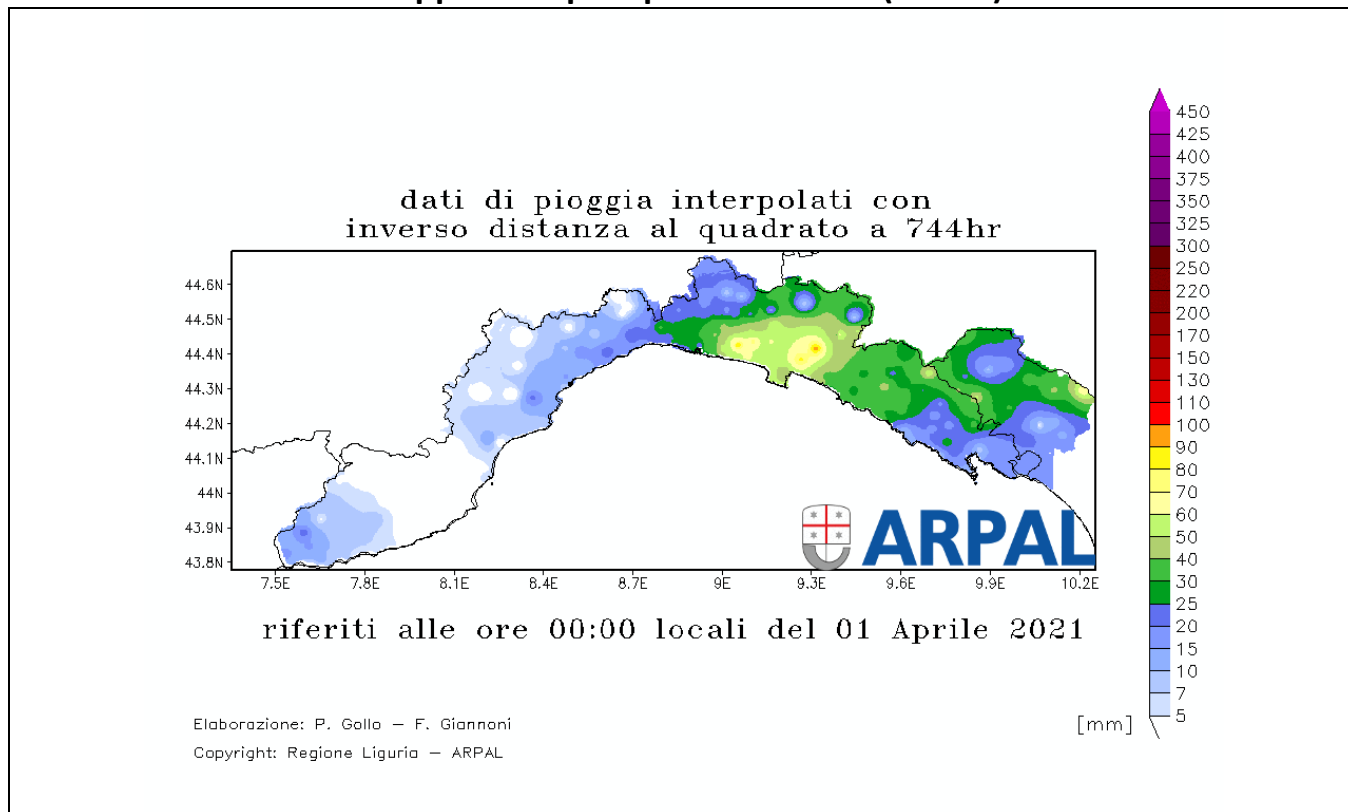 dati di pioggia interpolati con
inverso distanza al quadrato a 744hr
44.6N
44.5N
44.4N
44.3N
44.2N
44.1N
44N
43.9N
43.8N
7.5E 7.8E 8.1E 8.4E 8.7E 9E 9.3E 9.6E 9.9E 10.2E
ARPAL
450
425
400
375
350
325
300
250
200
170
150
130
110
100
90
80
70
60
50
40
30
25
20
15
10
7
5
[mm]
riferiti alle ore 00:00 locali del 01 Aprile 2021
Elaborazione: P. Gollo – F. Giannoni
Copyright: Regione Liguria – ARPAL